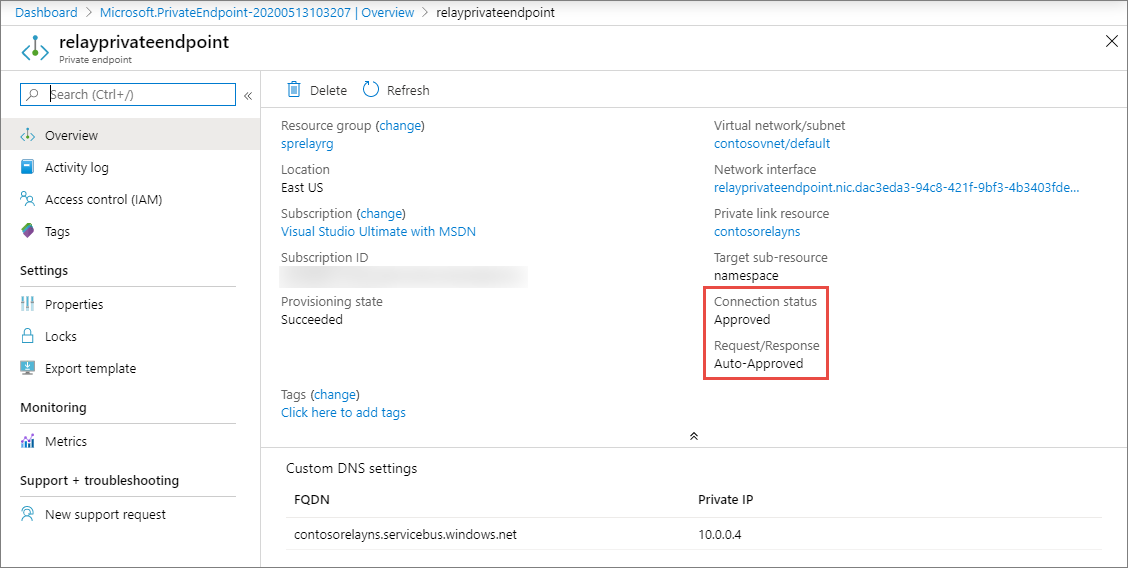 Dashboard > Microsoft.PrivateEndpoint-20200513103207 | Overview > relayprivateendpoint
relayprivateendpoint
Private endpoint
Search (Ctrl+/)
Overview
Activity log
Access control (IAM)
Tags
Settings
Properties
Locks
Export template
Monitoring
Metrics
Support + troubleshooting
New support request
Delete Refresh
Resource group (change)
sprelayrg
Location
East US
Subscription (change)
Visual Studio Ultimate with MSDN
Subscription ID
Provisioning state
Succeeded
Virtual network/subnet
contosovnet/default
Network interface
relayprivateendpoint.nic.dac3eda3-94c8-421f-9bf3-4b3403fde...
Private link resource
contosorelayns
Target sub-resource
namespace
Connection status
Approved
Request/Response
Auto-Approved
Tags (change)
Click here to add tags
Custom DNS settings
FQDN Private IP
contosorelayns.servicebus.windows.net 10.0.0.4